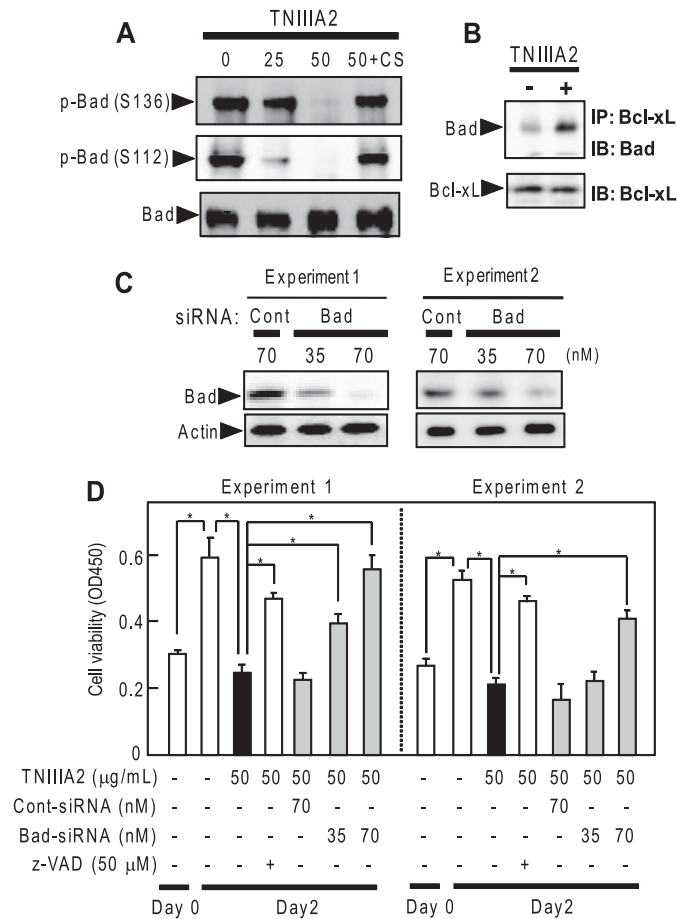 A
TNIIIA2
0 25 50 50+CS
p-Bad (S136)
p-Bad (S112)
Bad
B
TNIIIA2
- +
Bad
IP: Bcl-xL
IB: Bad
Bcl-xL
IB: Bcl-xL
C
Experiment1
siRNA: Cont Bad
70 35 70
Experiment2
Cont Bad
70 35 70 (nM)
Bad
Actin
D
Experiment 1 Experiment 2
Cell viability (OD450)
0.6
0.4
0.2
0
* * * * *
* * * *
TNIIIA2 (μg/mL) - - 50 50 50 50 50 - - 50 50 50 50 50
Cont-siRNA (nM) - - - - 70 - - - - - - 70 - -
Bad-siRNA (nM) - - - - - 35 70 - - - - - 35 70
z-VAD (50 μM) - - - + - - - - - - + - - -
Day 0 Day2 Day 0 Day2